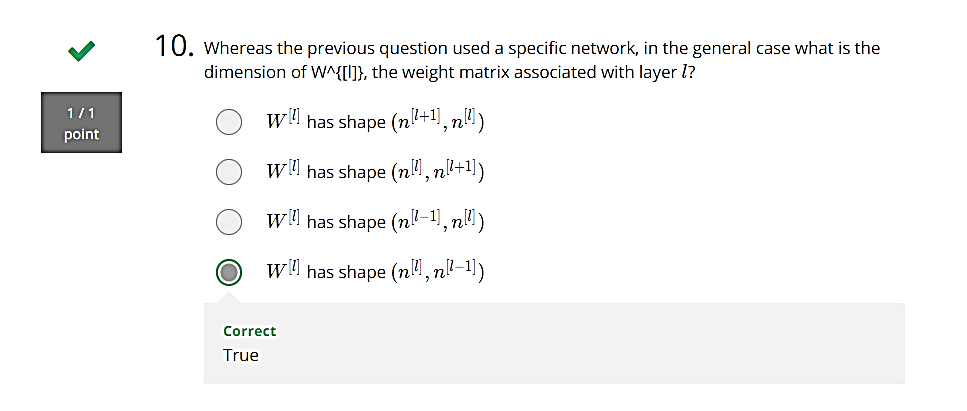 10. Whereas the previous question used a specific network, in the general case what is the
dimension of W^{[l]}, the weight matrix associated with layer l?
1 / 1
point
W^{[l]} has shape (n^{[l+1]}, n^{[l]})
W^{[l]} has shape (n^{[l]}, n^{[l+1]})
W^{[l]} has shape (n^{[l-1]}, n^{[l]})
W^{[l]} has shape (n^{[l]}, n^{[l-1]})
Correct
True